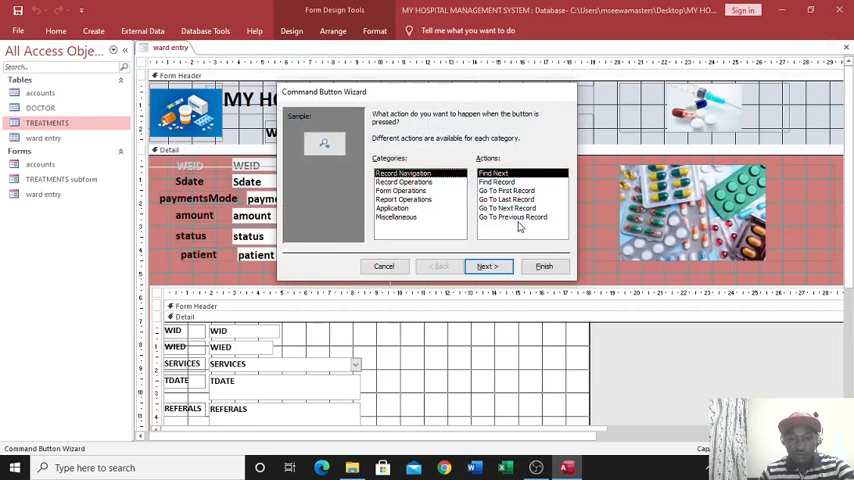 Form Design Tools
MY HOSPITAL MANAGEMENT SYSTEM : Database- C:\Users\mseewamasters\Desktop\MY HO...
Sign in
File
Home
Create
External Data
Database Tools
Help
Design
Arrange
Format
Tell me what you want to do
All Access Obje...
Search...
Tables
accounts
DOCTOR
TREATMENTS
ward entry
Forms
accounts
TREATMENTS subform
ward entry
ward entry
Form Header
MY HO
Detail
WEID
WEID
Sdate
Sdate
paymentsMode
payme
amount
amount
status
status
patient
patient
Command Button Wizard
Sample:
What action do you want to happen when the button is
pressed?
Different actions are available for each category.
Categories:
Actions:
Record Navigation
Record Operations
Form Operations
Report Operations
Application
Miscellaneous
Find Next
Find Record
Go To First Record
Go To Last Record
Go To Next Record
Go To Previous Record
Cancel
< Back
Next >
Finish
Form Header
Detail
WID
WID
WIED
WIED
SERVICES
SERVICES
TDATE
TDATE
REFERALS
REFERALS
Command Button Wizard
Type here to search